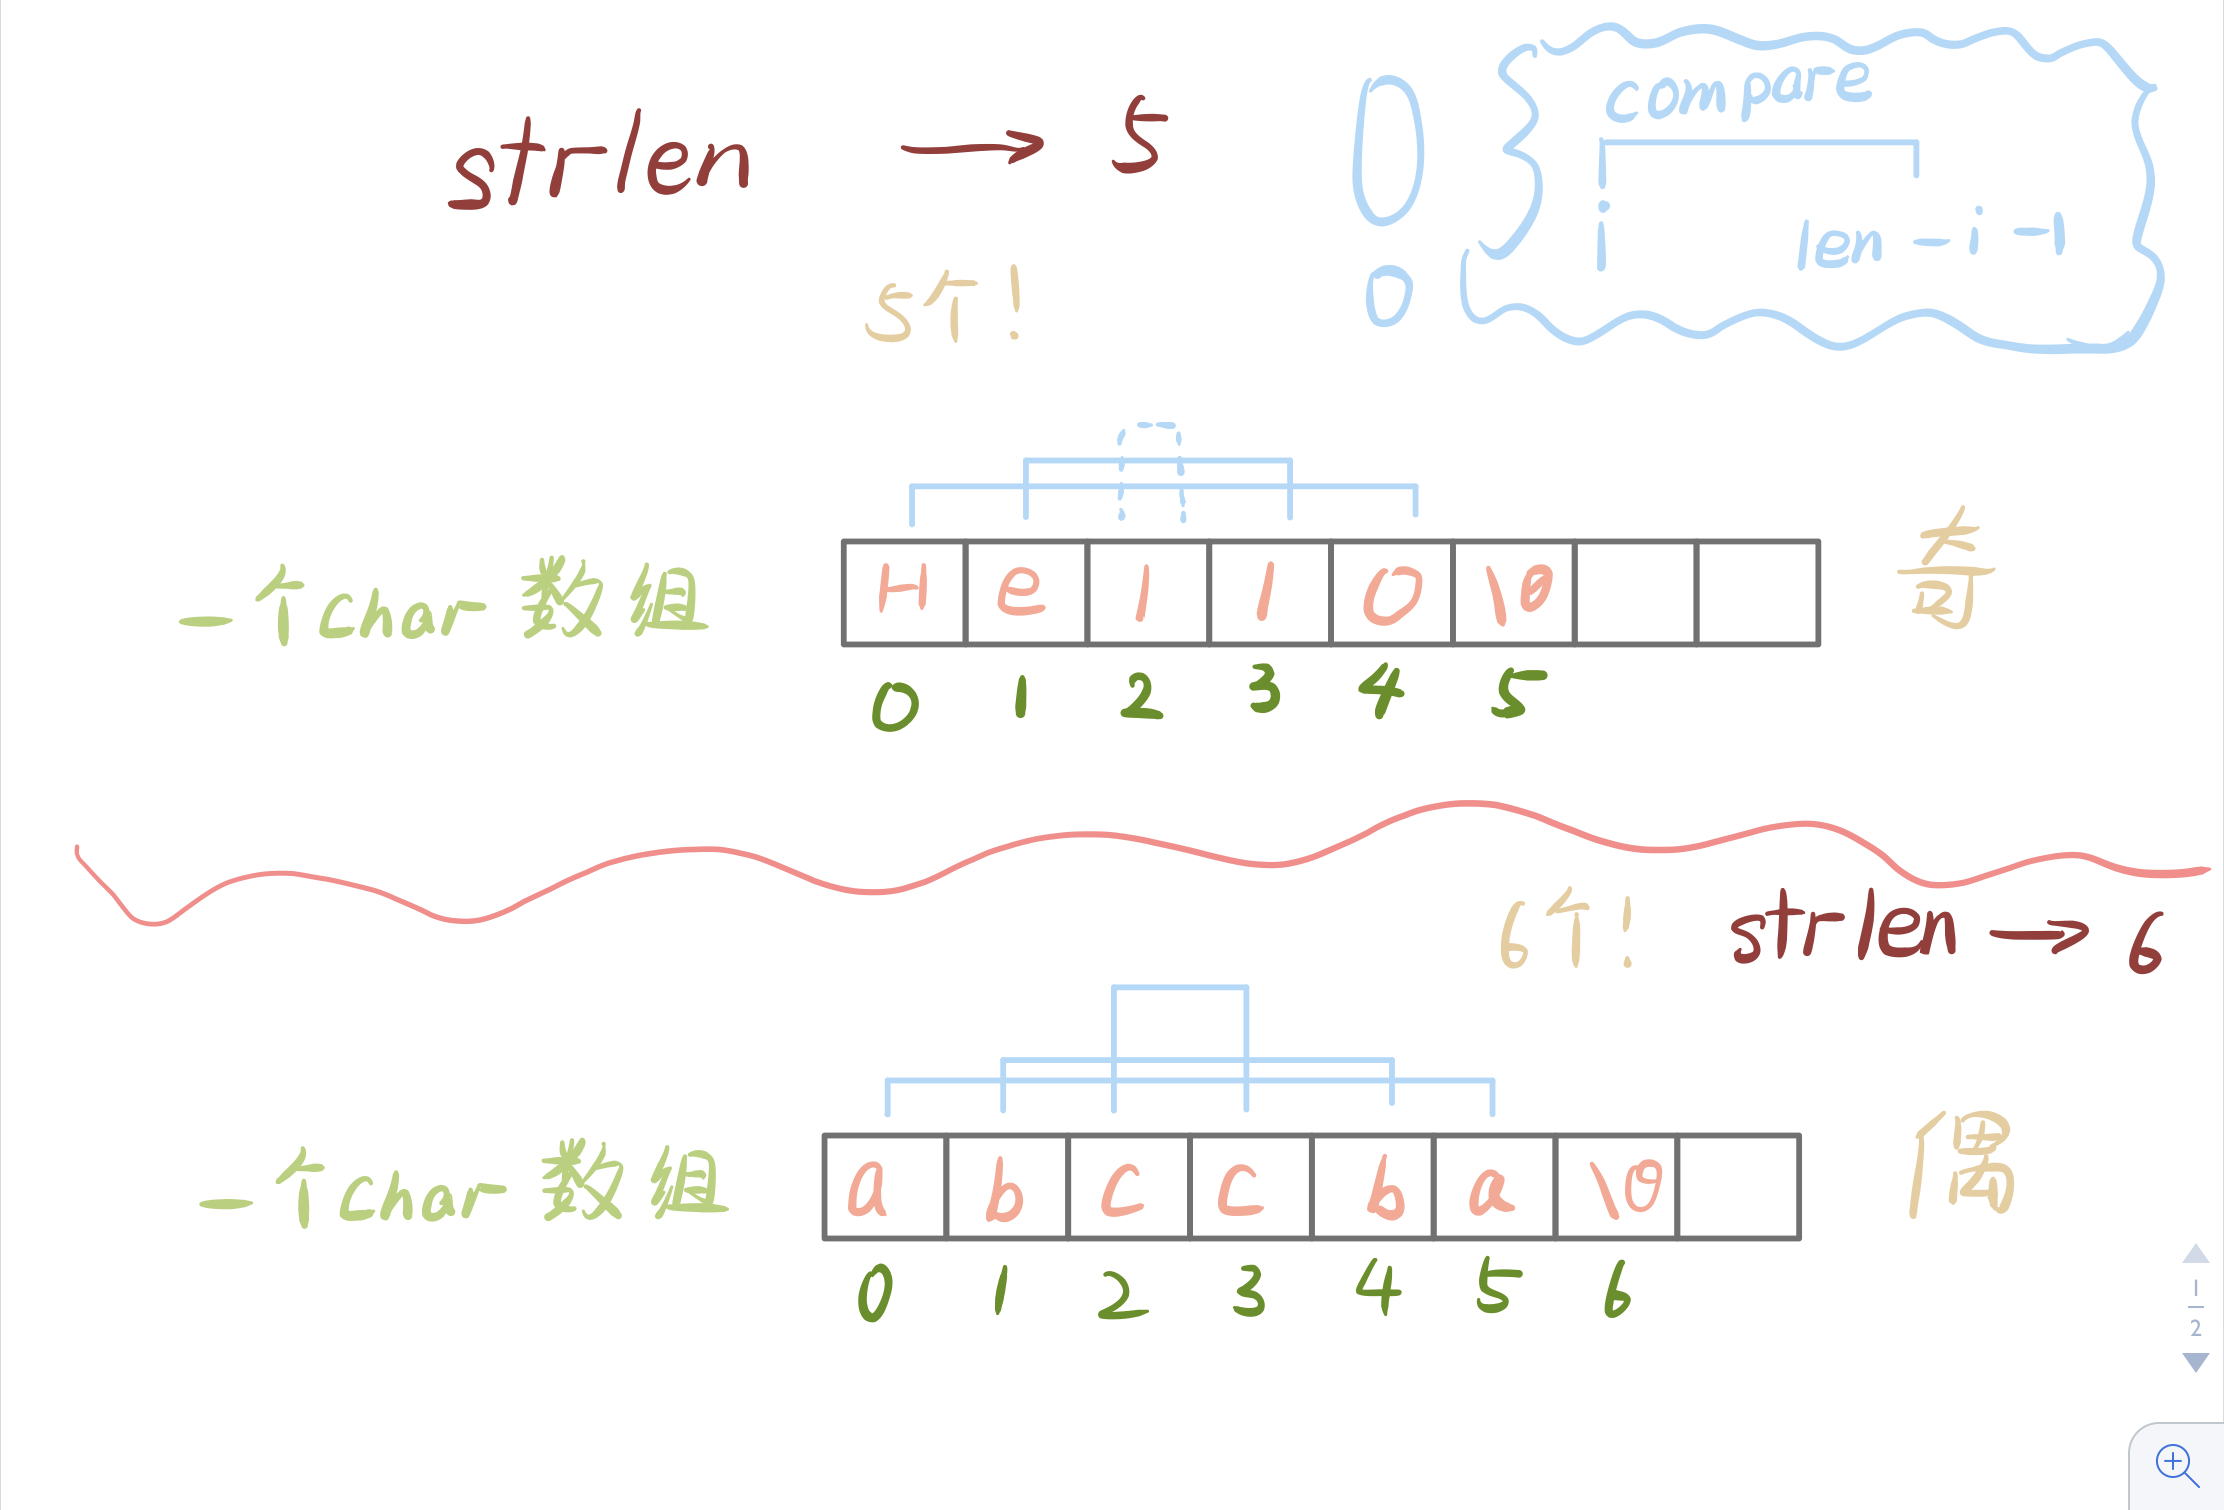 strlen → 5
compare
i len - i - 1
5个!
一个char数组
H e l l o \0
奇
0 1 2 3 4 5
6个! strlen → 6
一个char数组
a b c c b a \0
偶
0 1 2 3 4 5 6
1
2